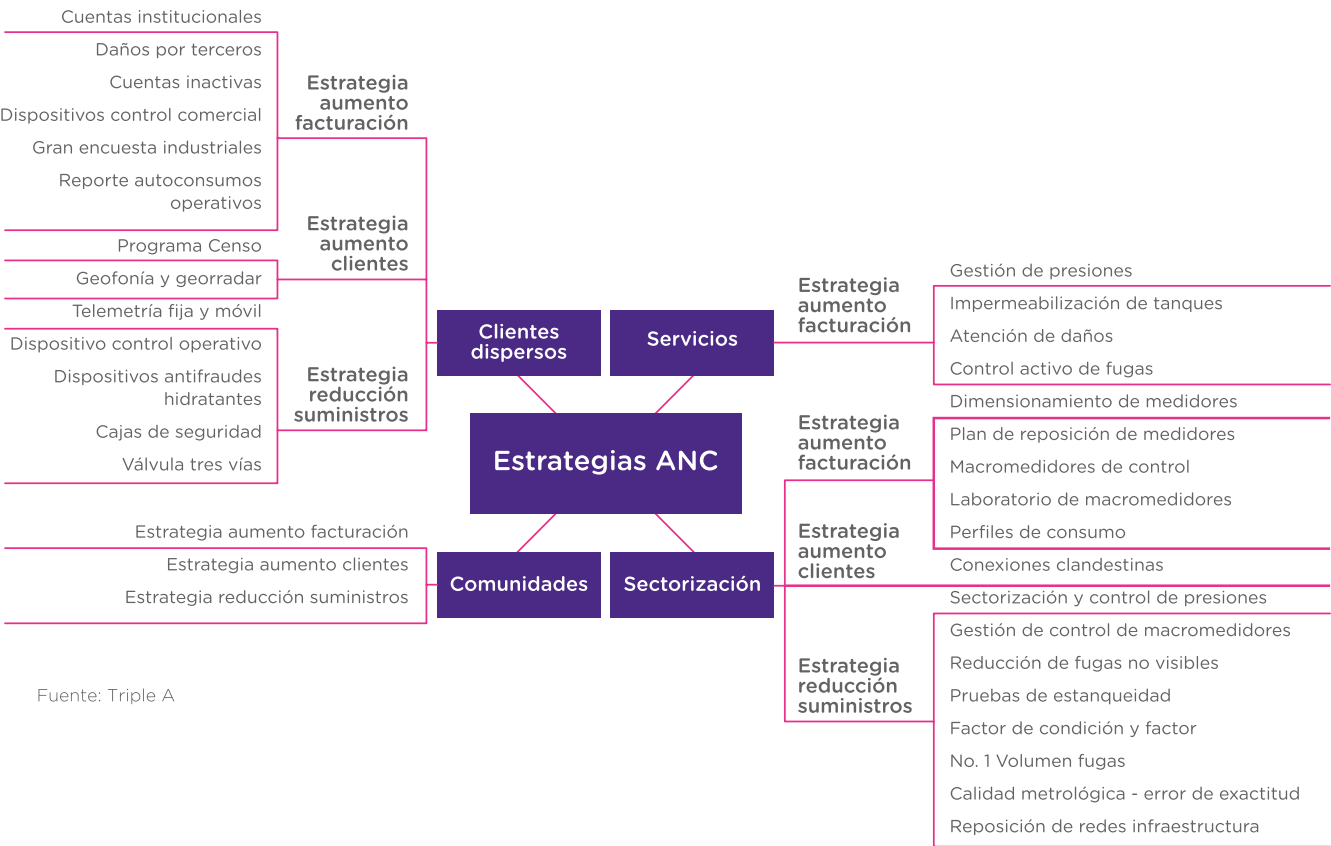 Cuentas institucionales
Daños por terceros
Cuentas inactivas
Dispositivos control comercial
Gran encuesta industriales
Reporte autoconsumos
operativos
Estrategia
aumento
facturación
Programa Censo
Geofonía y georradar
Estrategia
aumento
clientes
Telemetría fija y móvil
Dispositivo control operativo
Dispositivos antifraudes
hidratantes
Cajas de seguridad
Válvula tres vías
Estrategia
reducción
suministros
Clientes
dispersos
Servicios
Estrategia
aumento
facturación
Gestión de presiones
Impermeabilización de tanques
Atención de daños
Control activo de fugas
Estrategias ANC
Estrategia aumento facturación
Estrategia aumento clientes
Estrategia reducción suministros
Comunidades
Sectorización
Estrategia
aumento
facturación
Dimensionamiento de medidores
Plan de reposición de medidores
Macromedidores de control
Laboratorio de macromedidores
Perfiles de consumo
Estrategia
aumento
clientes
Conexiones clandestinas
Estrategia
reducción
suministros
Sectorización y control de presiones
Gestión de control de macromedidores
Reducción de fugas no visibles
Pruebas de estanqueidad
Factor de condición y factor
No. 1 Volumen fugas
Calidad metrológica - error de exactitud
Reposición de redes infraestructura
Fuente: Triple A